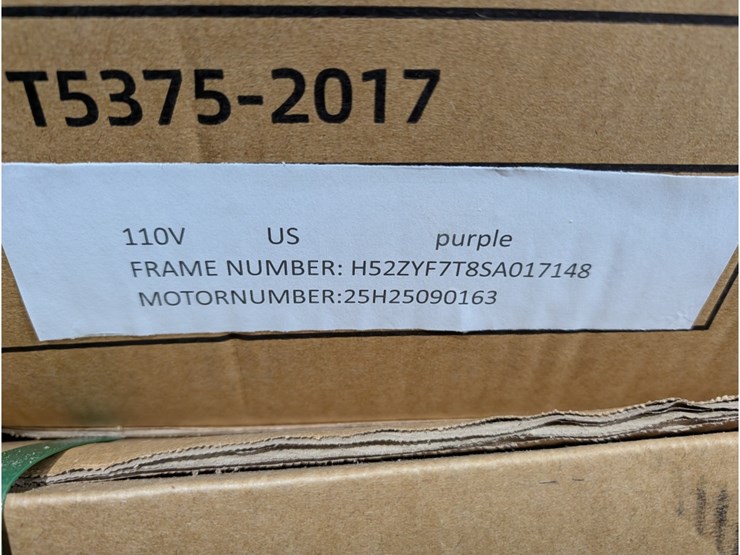 T5375-2017
110V US purple
FRAME NUMBER: H52ZYF7T8SA017148
MOTORNUMBER:25H25090163